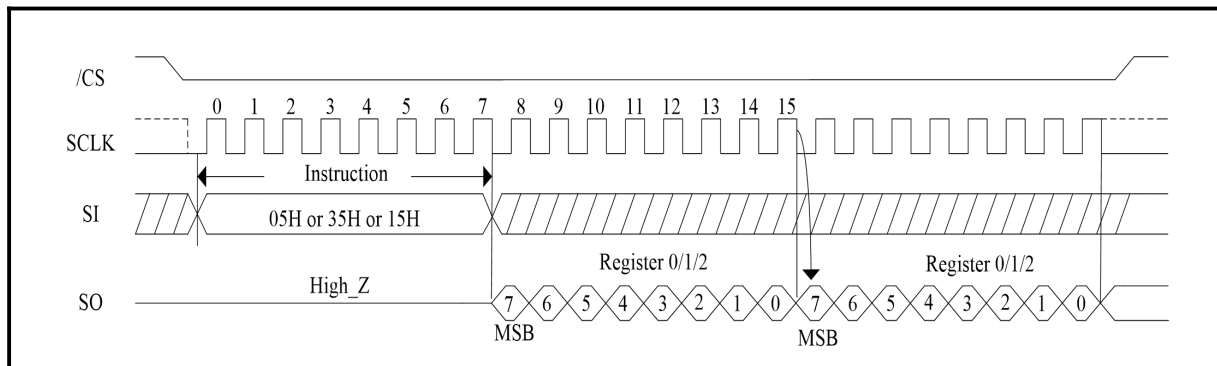 /CS
0 1 2 3 4 5 6 7 8 9 10 11 12 13 14 15
SCLK
Instruction
SI
05H or 35H or 15H
Register 0/1/2 Register 0/1/2
High_Z
SO
7 6 5 4 3 2 1 0 7 6 5 4 3 2 1 0
MSB MSB